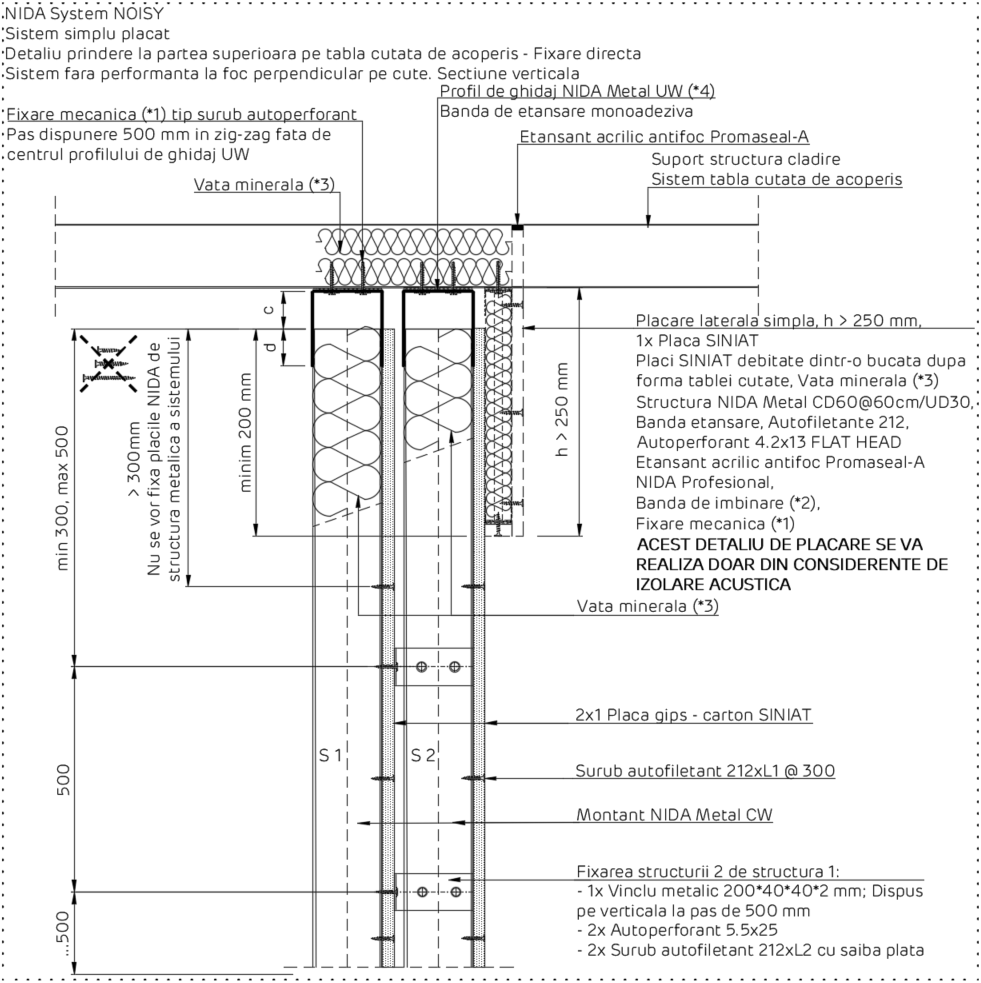 NIDA System NOISY
Sistem simplu placat
Detaliu prindere la partea superioara pe tabla cutata de acoperis - Fixare directa
Sistem fara performanta la foc perpendicular pe cute. Sectiune verticala
Profil de ghidaj NIDA Metal UW (*4)
Banda de etansare monoadeziva
Fixare mecanica (*1) tip surub autoperforant
Pas dispunere 500 mm in zig-zag fata de
centrul profilului de ghidaj UW
Etansant acrilic antifoc Promaseal-A
Suport structura cladire
Sistem tabla cutata de acoperis
Vata minerala (*3)
c
d
min 300, max 500
> 300mm
Nu se vor fixa placile NIDA de
structura metalica a sistemului
minim 200 mm
h > 250 mm
Placare laterala simpla, h > 250 mm,
1x Placa SINIAT
Placi SINIAT debitate dintr-o bucata dupa
forma tablei cutate, Vata minerala (*3)
Structura NIDA Metal CD60@60cm/UD30,
Banda etansare, Autofiletante 212,
Autoperforant 4.2x13 FLAT HEAD
Etansant acrilic antifoc Promaseal-A
NIDA Profesional,
Banda de imbinare (*2),
Fixare mecanica (*1)
ACEST DETALIU DE PLACARE SE VA
REALIZA DOAR DIN CONSIDERENTE DE
IZOLARE ACUSTICA
Vata minerala (*3)
2x1 Placa gips - carton SINIAT
S 1
S 2
500
Surub autofiletant 212xL1 @ 300
Montant NIDA Metal CW
Fixarea structurii 2 de structura 1:
- 1x Vinclu metalic 200*40*40*2 mm; Dispus
pe verticala la pas de 500 mm
- 2x Autoperforant 5.5x25
- 2x Surub autofiletant 212xL2 cu saiba plata
...500